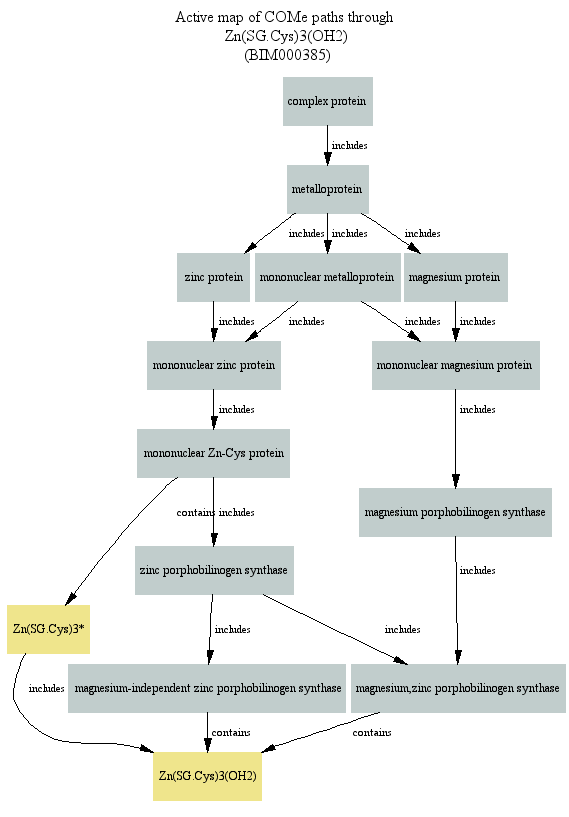 Active map of COMe paths through
Zn(SG.Cys)3(OH2)
(BIM000385)
complex protein
includes
metalloprotein
includes includes includes
zinc protein mononuclear metalloprotein magnesium protein
includes includes includes includes
mononuclear zinc protein mononuclear magnesium protein
includes includes
mononuclear Zn-Cys protein
magnesium porphobilinogen synthase
contains includes
zinc porphobilinogen synthase includes
Zn(SG.Cys)3* includes includes
includes magnesium-independent zinc porphobilinogen synthase magnesium,zinc porphobilinogen synthase
contains contains
Zn(SG.Cys)3(OH2)